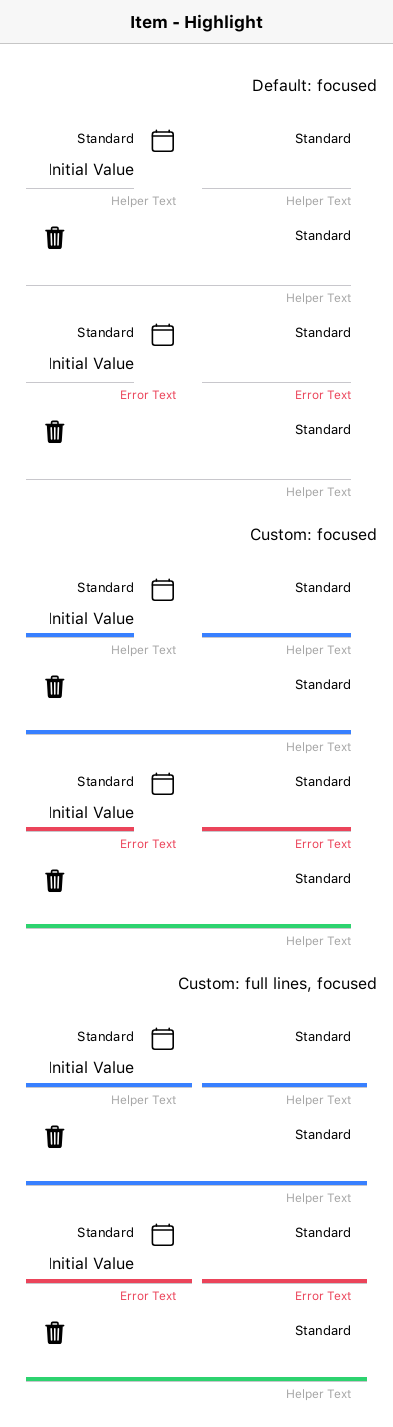 Item - Highlight
Default: focused
Standard
Standard
Initial Value
Helper Text
Helper Text
Standard
Helper Text
Standard
Standard
Initial Value
Error Text
Error Text
Standard
Helper Text
Custom: focused
Standard
Standard
Initial Value
Helper Text
Helper Text
Standard
Helper Text
Standard
Standard
Initial Value
Error Text
Error Text
Standard
Helper Text
Custom: full lines, focused
Standard
Standard
Initial Value
Helper Text
Helper Text
Standard
Helper Text
Standard
Standard
Initial Value
Error Text
Error Text
Standard
Helper Text